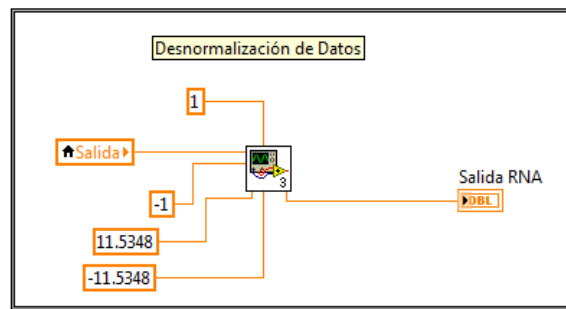 Desnormalización de Datos
1
Salida
3
Salida RNA
DBL
-1
11.5348
-11.5348